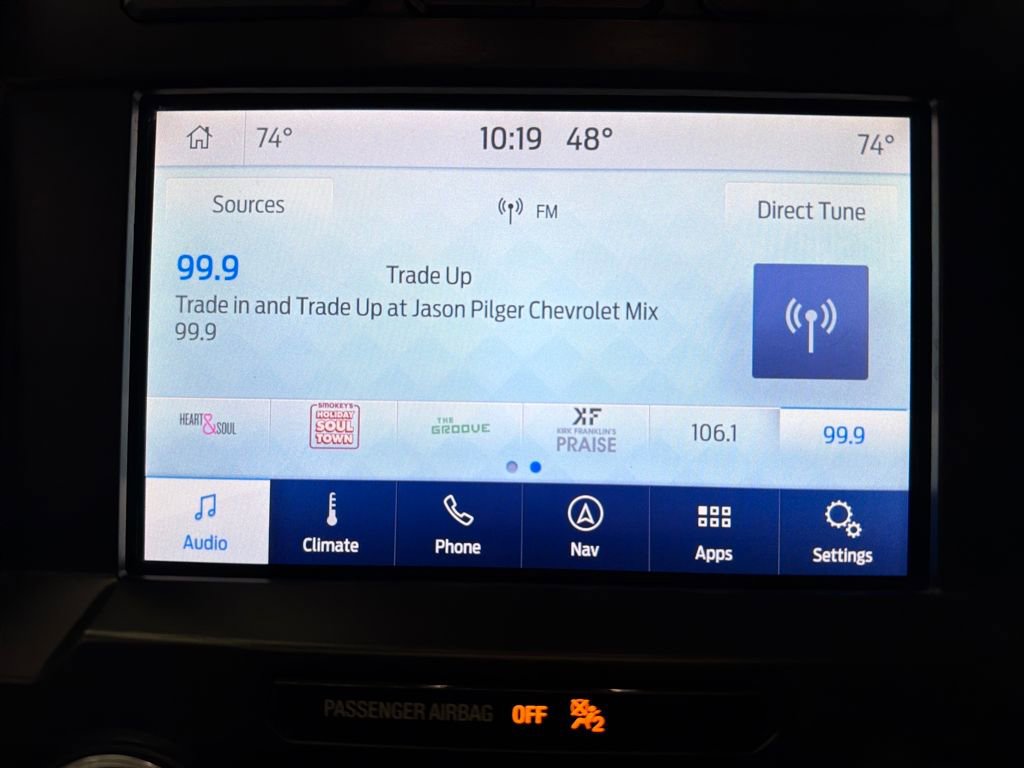 74° 10:19 48° 74°
Sources FM Direct Tune
99.9 Trade Up
Trade in and Trade Up at Jason Pilger Chevrolet Mix
99.9
HEART & SOUL
SMOKEY'S
HOLIDAY
SOUL
TOWN
THE
GROOVE
KF
KIRK FRANKLIN'S
PRAISE
106.1
99.9
Audio Climate Phone Nav Apps Settings
PASSENGER AIRBAG OFF 2